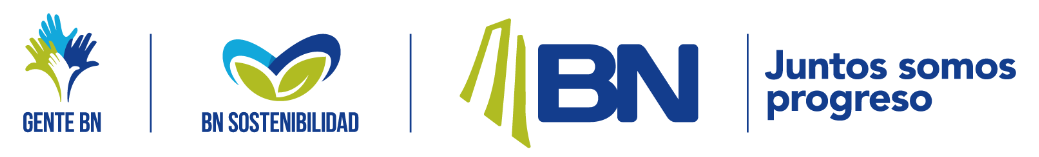 GENTE BN
BN SOSTENIBILIDAD
BN
Juntos somos
progreso